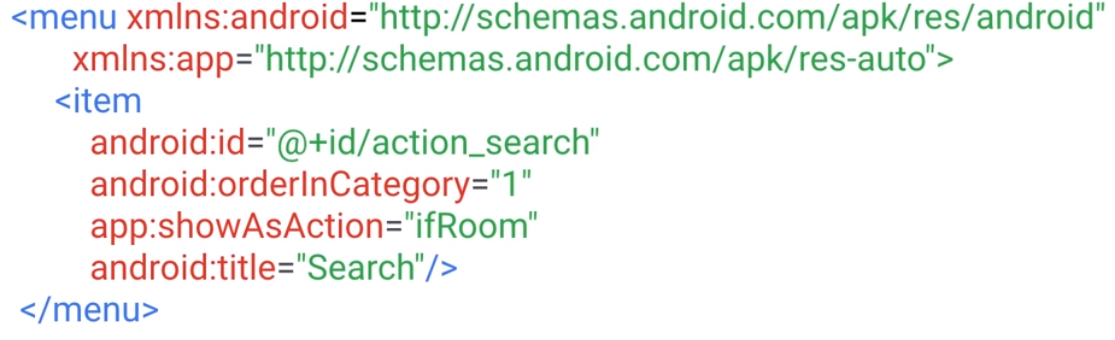 <menu xmlns:android="http://schemas.android.com/apk/res/android"
xmlns:app="http://schemas.android.com/apk/res-auto">
<item
android:id="@+id/action_search"
android:orderInCategory="1"
app:showAsAction="ifRoom"
android:title="Search"/>
</menu>